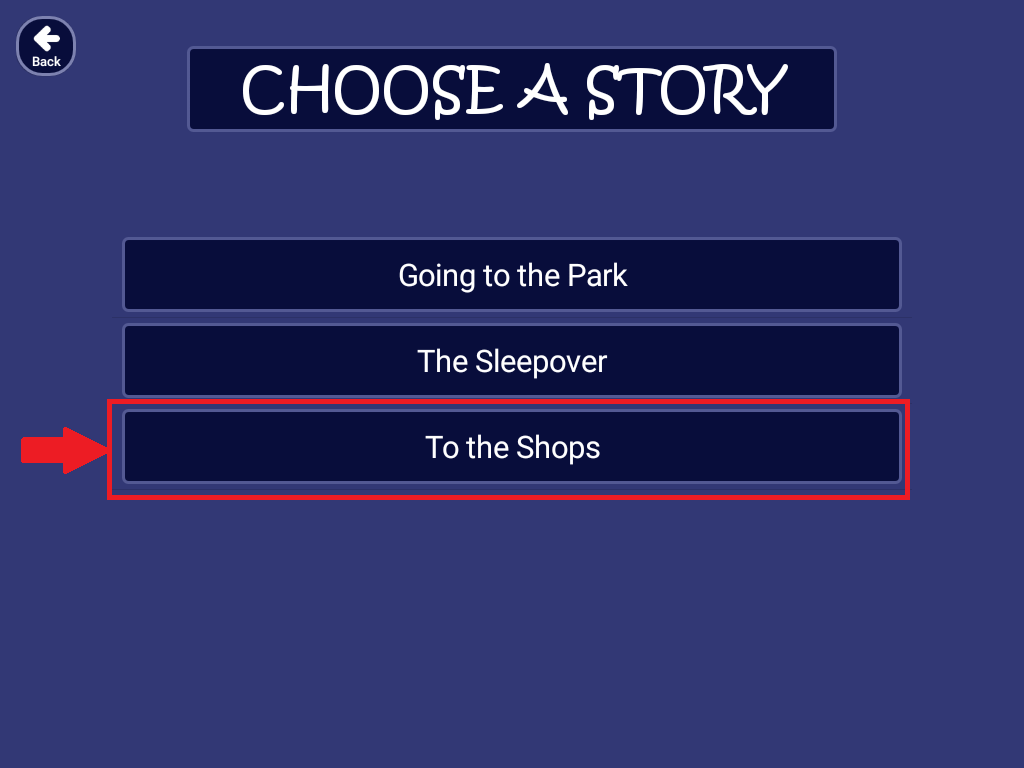 Back
CHOOSE A STORY
Going to the Park
The Sleepover
To the Shops